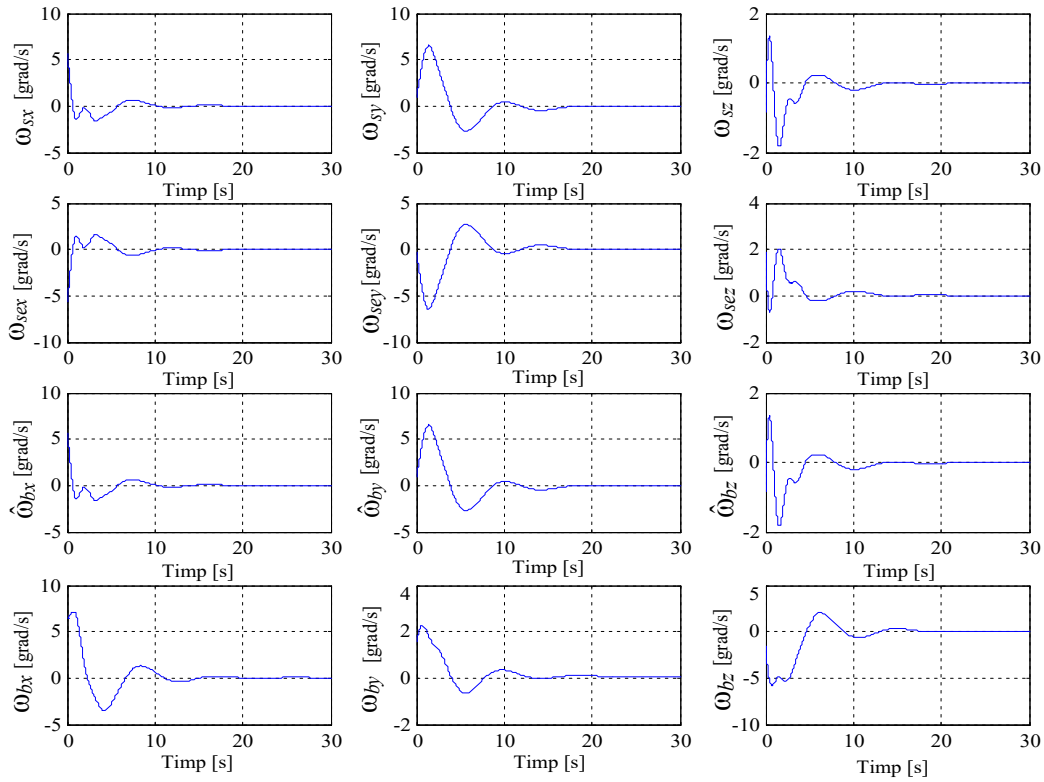 10
5
0
-5
ω_sx [grad/s]
0 10 20 30
Timp [s]
10
5
0
-5
ω_sy [grad/s]
0 10 20 30
Timp [s]
2
0
-2
ω_sz [grad/s]
0 10 20 30
Timp [s]
5
0
-5
-10
ω_sex [grad/s]
0 10 20 30
Timp [s]
5
0
-5
-10
ω_sey [grad/s]
0 10 20 30
Timp [s]
4
2
0
-2
ω_sez [grad/s]
0 10 20 30
Timp [s]
10
5
0
-5
ω̂_bx [grad/s]
0 10 20 30
Timp [s]
10
5
0
-5
ω̂_by [grad/s]
0 10 20 30
Timp [s]
2
0
-2
ω̂_bz [grad/s]
0 10 20 30
Timp [s]
10
5
0
-5
ω_bx [grad/s]
0 10 20 30
Timp [s]
4
2
0
-2
ω_by [grad/s]
0 10 20 30
Timp [s]
5
0
-5
-10
ω_bz [grad/s]
0 10 20 30
Timp [s]